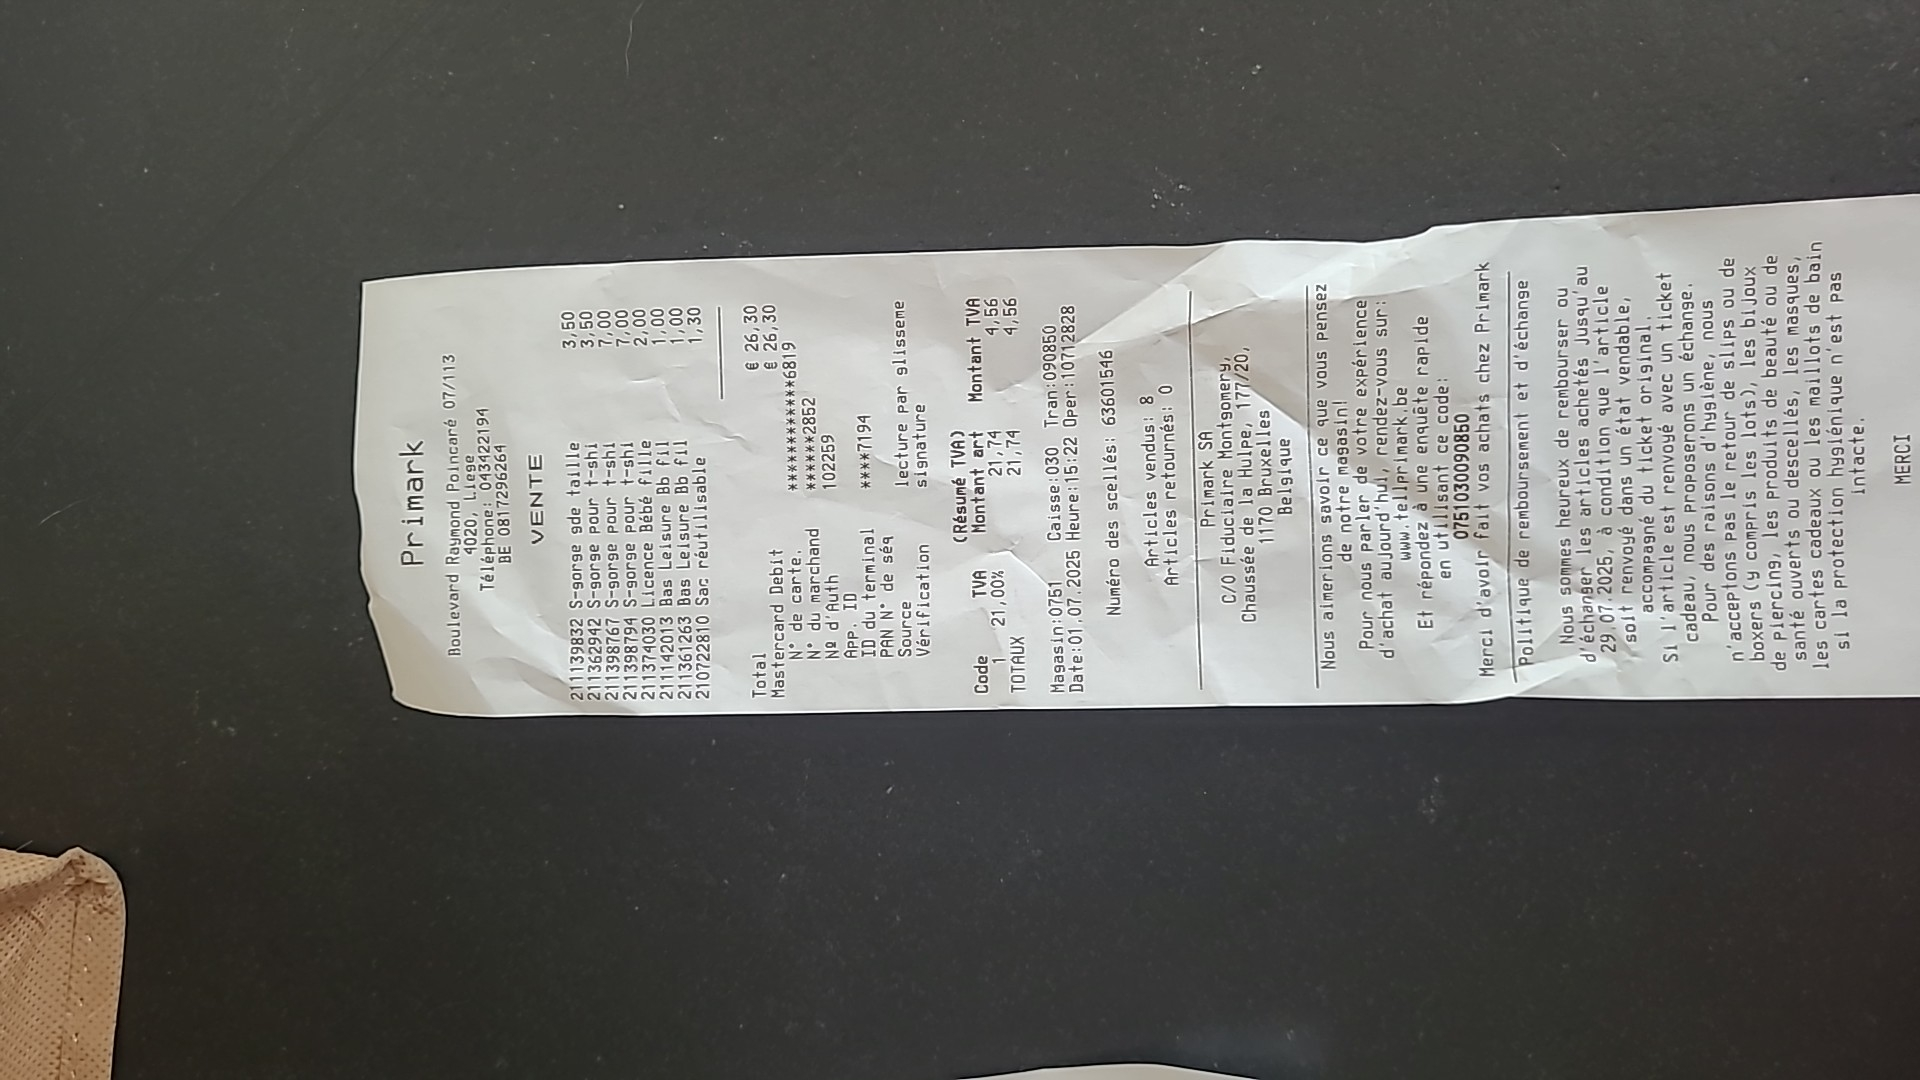 Primark
Boulevard Raymond Poincaré 07/113
4020, Liege
Téléphone: 043422194
BE 0817296264
VENTE
211139832 S-gorge gde taille 3,50
211362942 S-gorge pour t-shi 3,50
211398767 S-gorge pour t-shi 7,00
211398794 S-gorge pour t-shi 7,00
211374030 Licence Bébé fille 2,00
211142013 Bas Leisure Bb fil 1,00
211361263 Bas Leisure Bb fil 1,00
210722810 Sac réutilisable 1,30
Total € 26,30
Mastercard Debit € 26,30
N° de carte. ************6819
N° du marchand ******2852
Nº d'Auth 102259
App. ID
ID du terminal ****7194
PAN N° de séq
Source lecture par glisseme
Vérification signature
(Résumé TVA)
Code TVA Montant art Montant TVA
1 21,00% 21,74 4,56
TOTAUX 21,74 4,56
Magasin:0751 Caisse:030 Tran:090850
Date:01.07.2025 Heure:15:22 Oper:10712828
Numéro des scellés: 63601546
Articles vendus: 8
Articles retournés: 0
Primark SA
C/O Fiduciaire Montgomery,
Chaussée de la Hulpe, 177/20,
1170 Bruxelles
Belgique
Nous aimerions savoir ce que vous pensez
de notre magasin!
Pour nous parler de votre expérience
d'achat aujourd'hui rendez-vous sur:
www.tellprimark.be
Et répondez à une enquête rapide
en utilisant ce code:
0751030090850
Merci d'avoir fait vos achats chez Primark
Politique de remboursement et d'échange
Nous sommes heureux de rembourser ou
d'échanger les articles achetés jusqu'au
29.07.2025, à condition que l'article
soit renvoyé dans un état vendable,
accompagné du ticket original.
Si l'article est renvoyé avec un ticket
cadeau, nous proposerons un échange.
Pour des raisons d'hygiène, nous
n'acceptons pas le retour de slips ou de
boxers (y compris les lots), les bijoux
de piercing, les produits de beauté ou de
santé ouverts ou descellés, les masques,
les cartes cadeaux ou les maillots de bain
si la protection hygiénique n'est pas
intacte.
MERCI